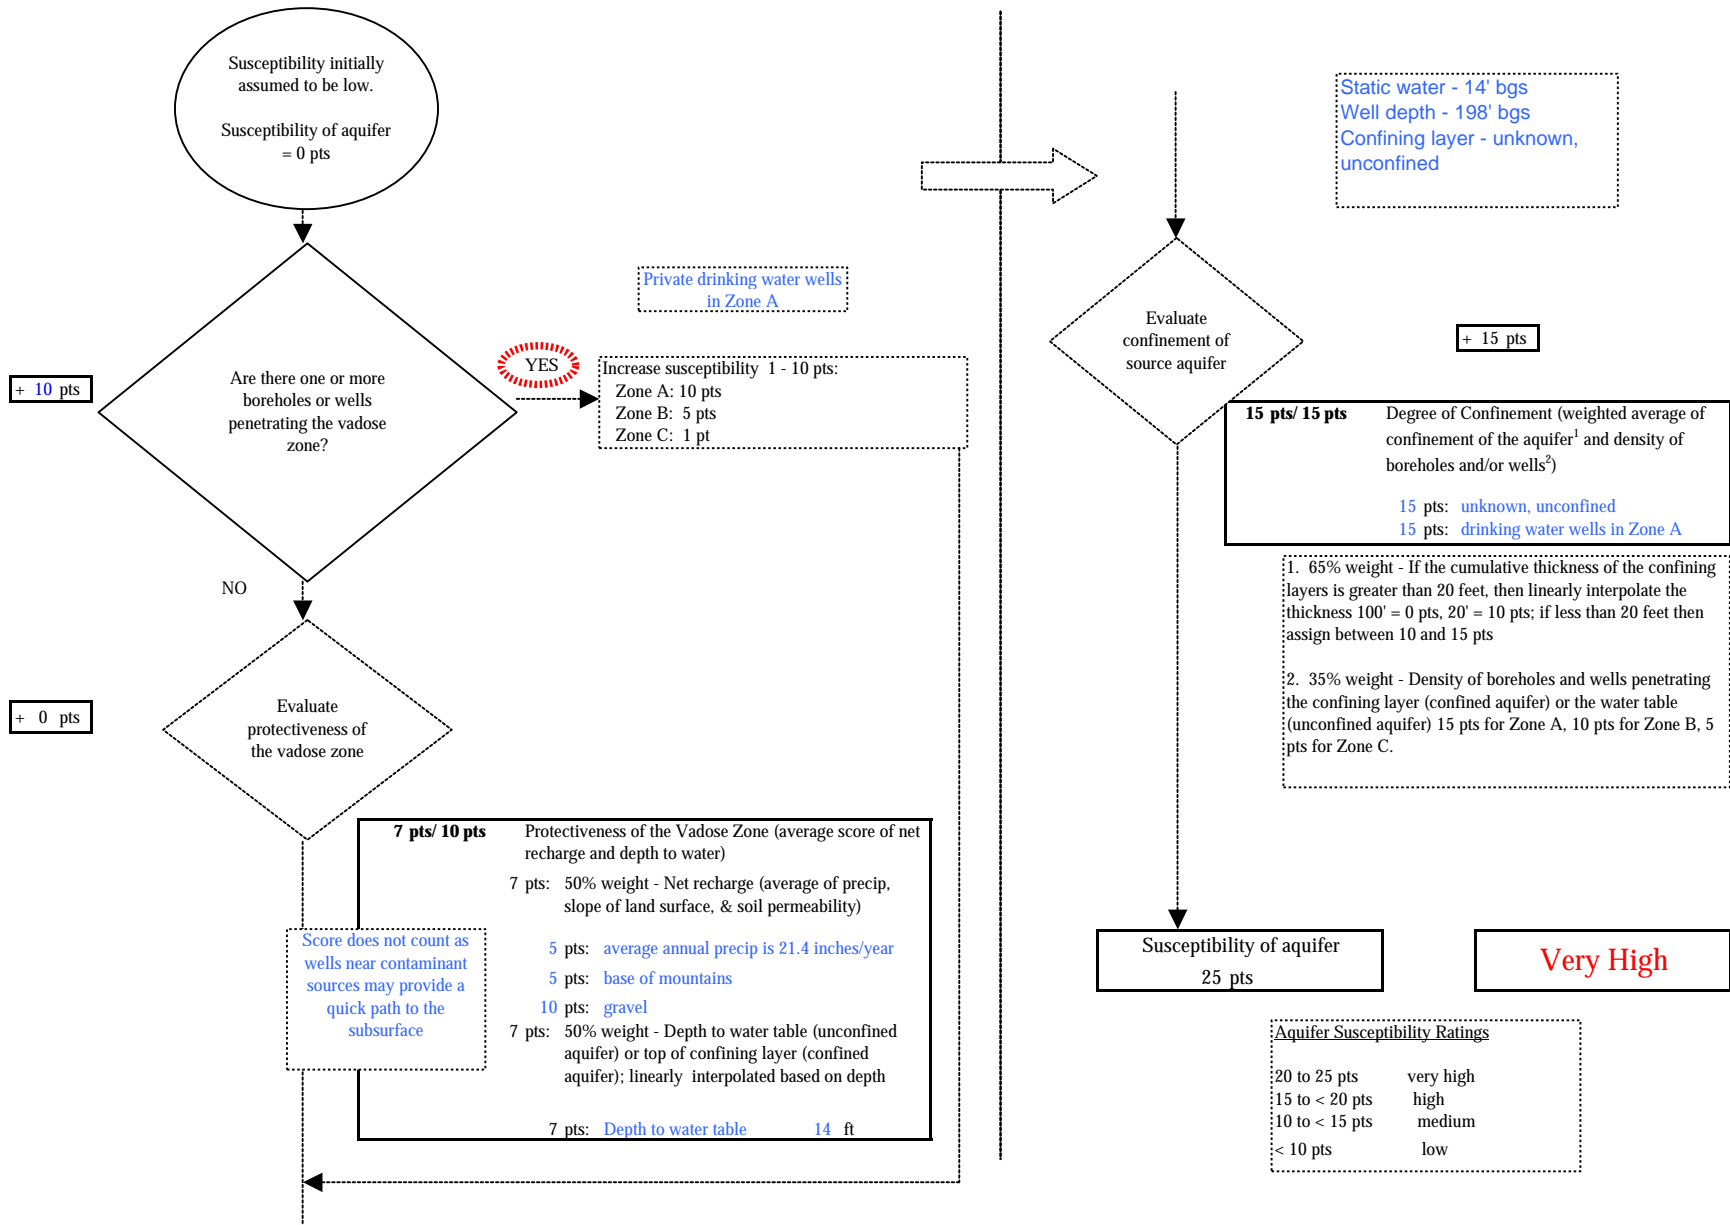 Susceptibility initially
assumed to be low.
Susceptibility of aquifer
= 0 pts
Private drinking water wells
in Zone A
+ 10 pts
Are there one or more
boreholes or wells
penetrating the vadose
zone?
YES
Increase susceptibility 1 - 10 pts:
Zone A: 10 pts
Zone B: 5 pts
Zone C: 1 pt
NO
+ 0 pts
Evaluate
protectiveness of
the vadose zone
7 pts/ 10 pts Protectiveness of the Vadose Zone (average score of net
recharge and depth to water)
7 pts: 50% weight - Net recharge (average of precip,
slope of land surface, & soil permeability)
5 pts: average annual precip is 21.4 inches/year
5 pts: base of mountains
10 pts: gravel
7 pts: 50% weight - Depth to water table (unconfined
aquifer) or top of confining layer (confined
aquifer); linearly interpolated based on depth
7 pts: Depth to water table 14 ft
Score does not count as
wells near contaminant
sources may provide a
quick path to the
subsurface
Static water - 14' bgs
Well depth - 198' bgs
Confining layer - unknown,
unconfined
Evaluate
confinement of
source aquifer
+ 15 pts
15 pts/ 15 pts Degree of Confinement (weighted average of
confinement of the aquifer1 and density of
boreholes and/or wells2)
15 pts: unknown, unconfined
15 pts: drinking water wells in Zone A
1. 65% weight - If the cumulative thickness of the confining
layers is greater than 20 feet, then linearly interpolate the
thickness 100' = 0 pts, 20' = 10 pts; if less than 20 feet then
assign between 10 and 15 pts
2. 35% weight - Density of boreholes and wells penetrating
the confining layer (confined aquifer) or the water table
(unconfined aquifer) 15 pts for Zone A, 10 pts for Zone B, 5
pts for Zone C.
Susceptibility of aquifer
25 pts
Very High
Aquifer Susceptibility Ratings
20 to 25 pts very high
15 to < 20 pts high
10 to < 15 pts medium
< 10 pts low